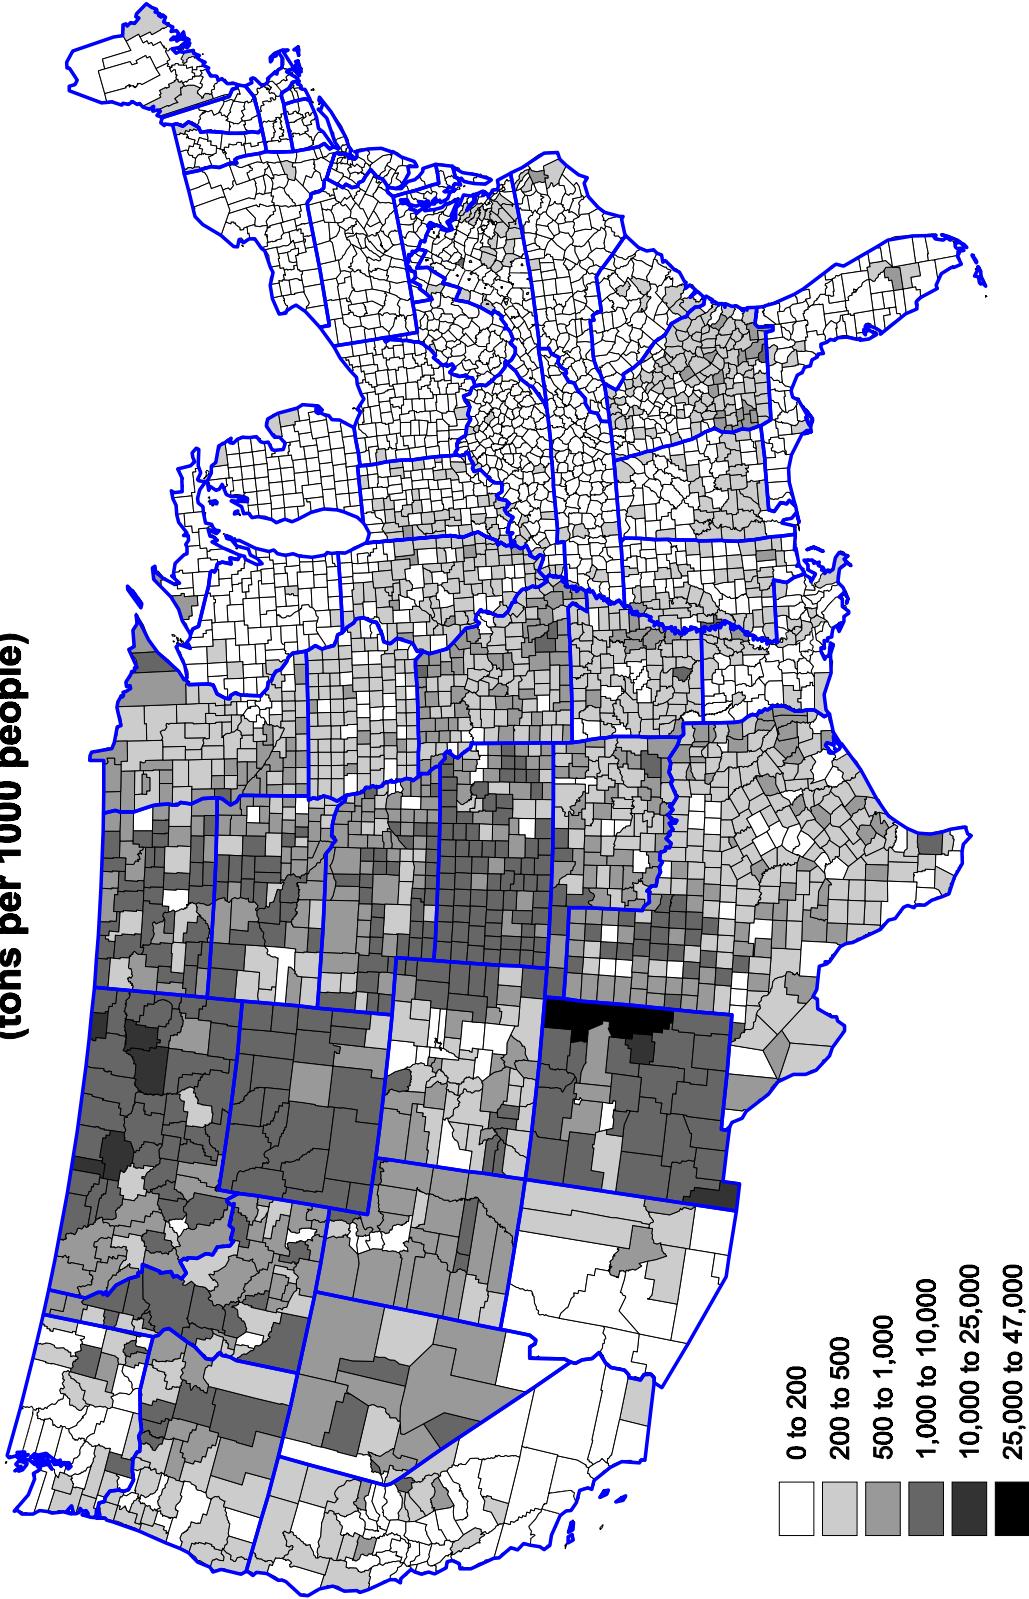 (tons per 1000 people)
0 to 200
200 to 500
500 to 1,000
1,000 to 10,000
10,000 to 25,000
25,000 to 47,000